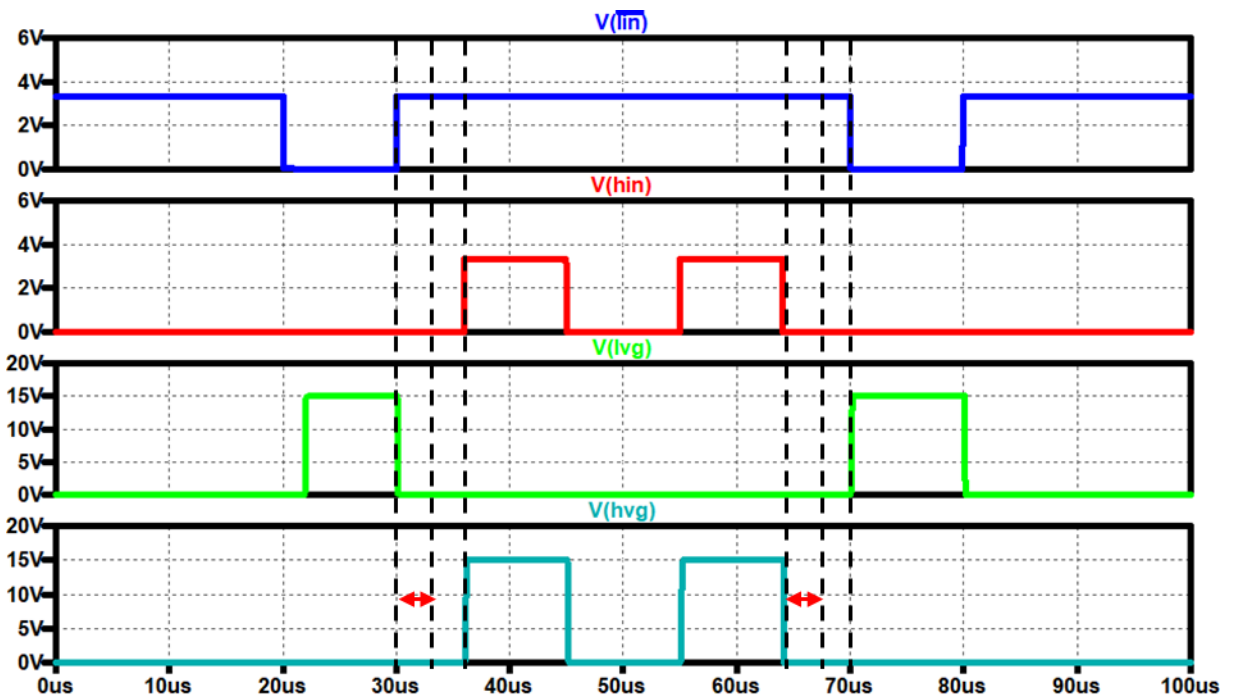 V(l̅i̅n̅)
6V
4V
2V
0V
V(hin)
6V
4V
2V
0V
V(lvg)
20V
15V
10V
5V
0V
V(hvg)
20V
15V
10V
5V
0V
0us 10us 20us 30us 40us 50us 60us 70us 80us 90us 100us